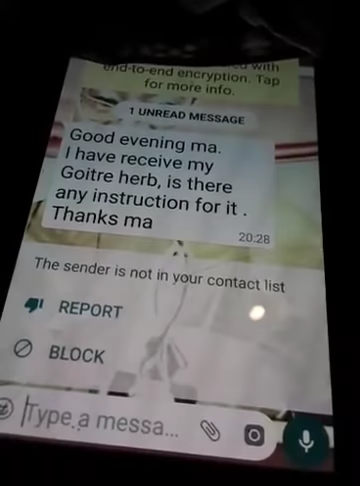 with
end-to-end encryption. Tap
for more info.
1 UNREAD MESSAGE
Good evening ma.
I have receive my
Goitre herb, is there
any instruction for it .
Thanks ma
20:28
The sender is not in your contact list
REPORT
BLOCK
Type a messa...